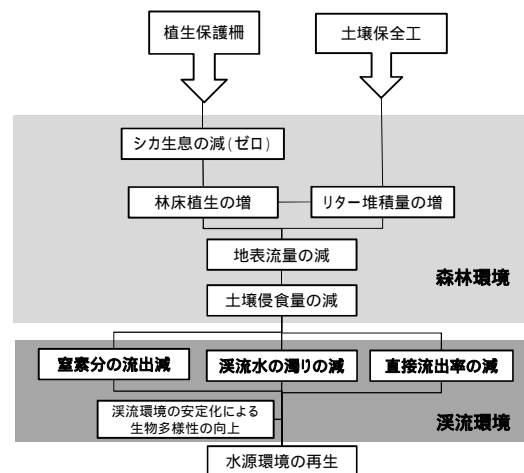 植生保護柵
土壌保全工
シカ生息の減(ゼロ)
林床植生の増
リター堆積量の増
地表流量の減
森林環境
土壌侵食量の減
窒素分の流出減
渓流水の濁りの減
直接流出率の減
渓流環境の安定化による
生物多様性の向上
渓流環境
水源環境の再生